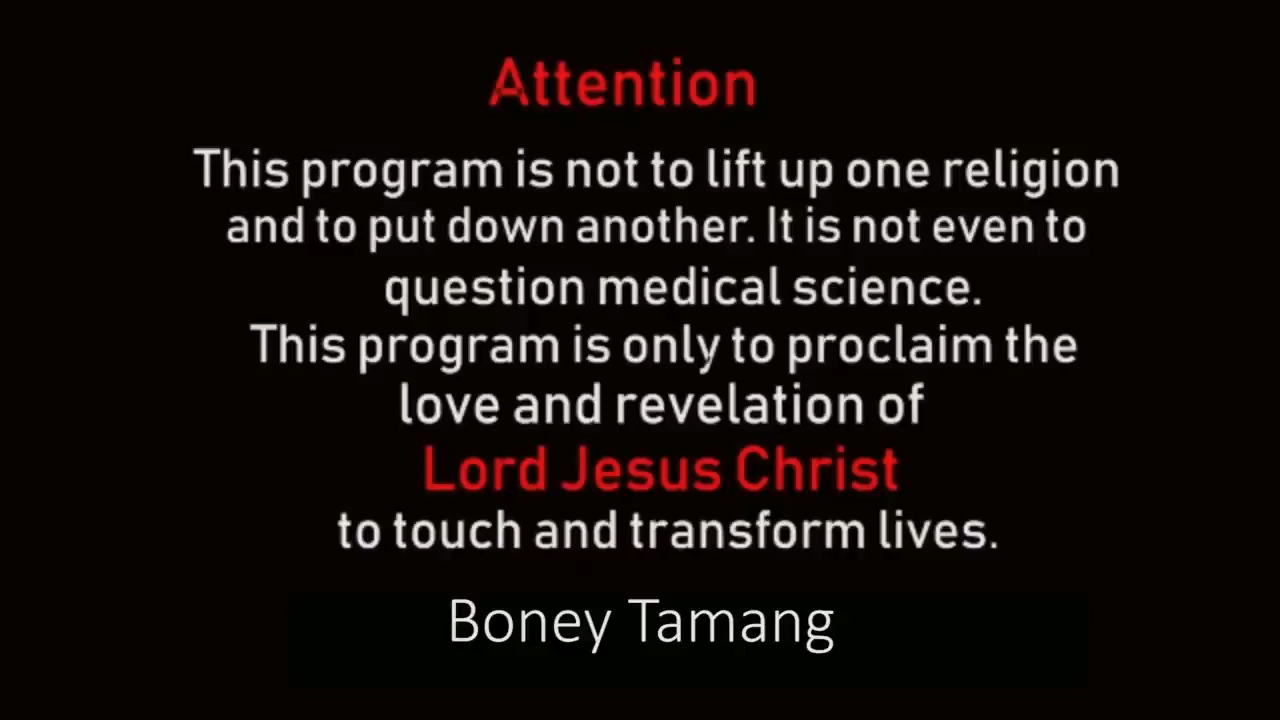 Attention
This program is not to lift up one religion
and to put down another. It is not even to
question medical science.
This program is only to proclaim the
love and revelation of
Lord Jesus Christ
to touch and transform lives.
Boney Tamang